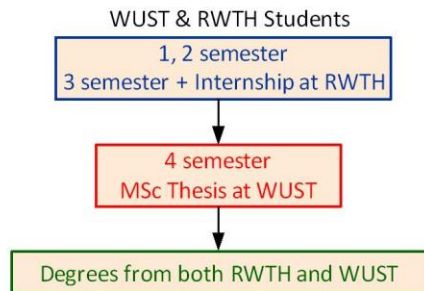 WUST & RWTH Students
1, 2 semester
3 semester + Internship at RWTH
4 semester
MSc Thesis at WUST
Degrees from both RWTH and WUST